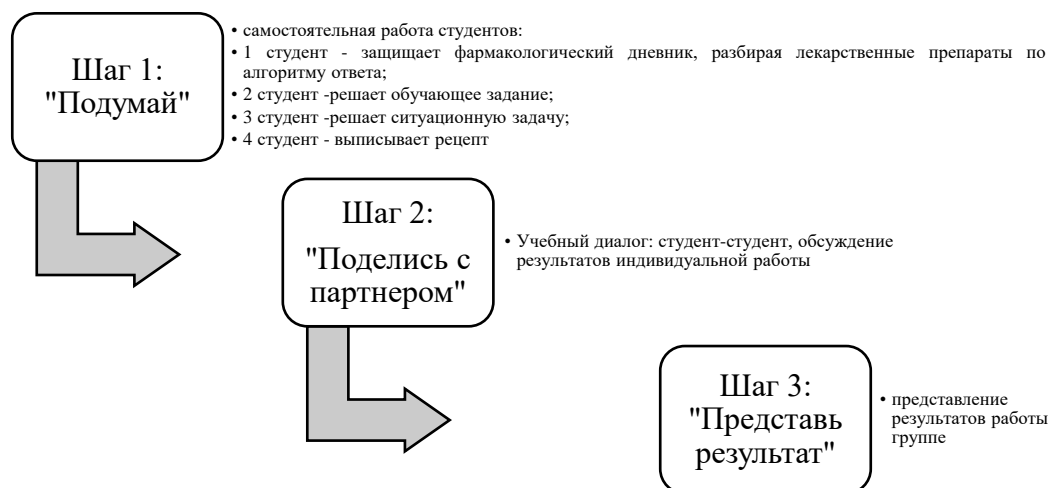 Шаг 1:
"Подумай"
• самостоятельная работа студентов:
• 1 студент - защищает фармакологический дневник, разбирая лекарственные препараты по
алгоритму ответа;
• 2 студент -решает обучающее задание;
• 3 студент -решает ситуационную задачу;
• 4 студент - выписывает рецепт
Шаг 2:
"Поделись с
партнером"
• Учебный диалог: студент-студент, обсуждение
результатов индивидуальной работы
Шаг 3:
"Представь
результат"
• представление
результатов работы
группе